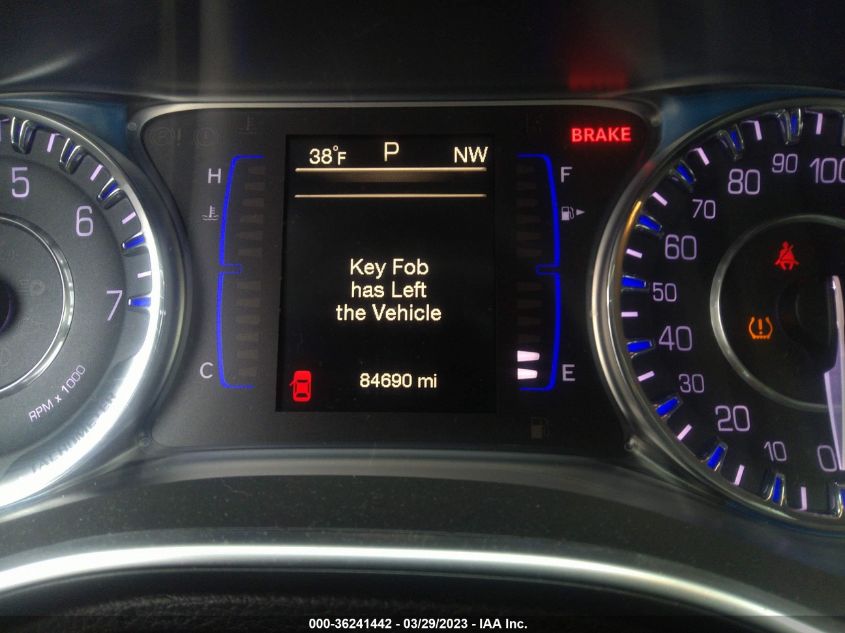 BRAKE
38°F P NW
H
F
5
6
7
RPM x 1000
Key Fob
has Left
the Vehicle
84690 mi
C
E
0
10
20
30
40
50
60
70
80
90
100
000-36241442 - 03/29/2023 - IAA Inc.